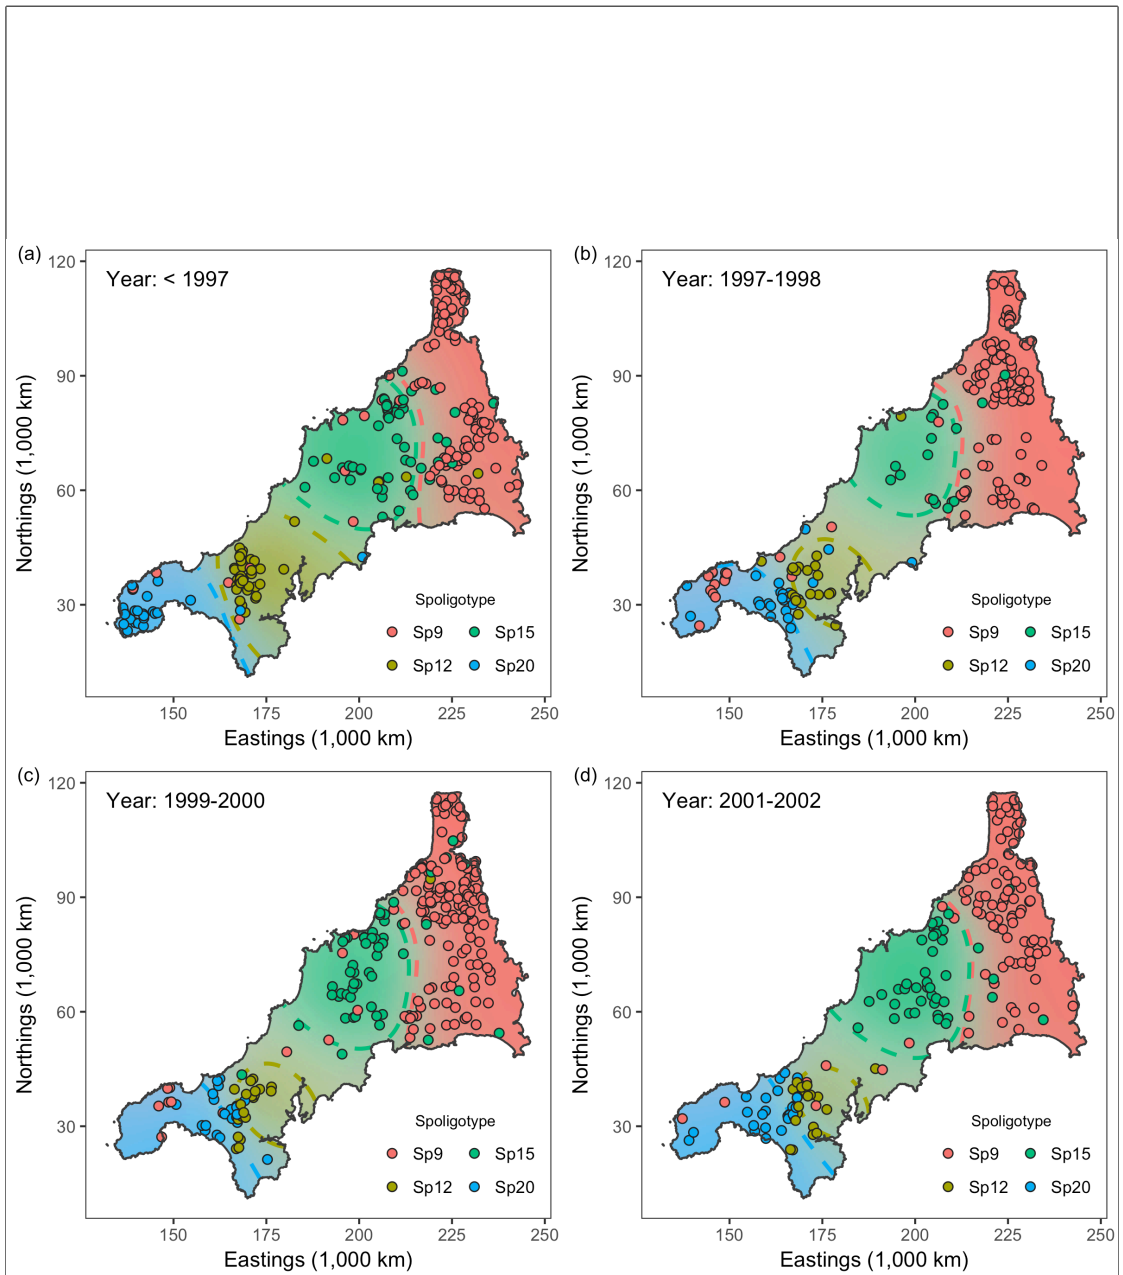 (a)
Year: < 1997
120
90
60
30
Northings (1,000 km)
150
175
200
225
250
Eastings (1,000 km)
Spoligotype
Sp9
Sp15
Sp12
Sp20
(b)
Year: 1997-1998
120
90
60
30
Northings (1,000 km)
150
175
200
225
250
Eastings (1,000 km)
Spoligotype
Sp9
Sp15
Sp12
Sp20
(c)
Year: 1999-2000
120
90
60
30
Northings (1,000 km)
150
175
200
225
250
Eastings (1,000 km)
Spoligotype
Sp9
Sp15
Sp12
Sp20
(d)
Year: 2001-2002
120
90
60
30
Northings (1,000 km)
150
175
200
225
250
Eastings (1,000 km)
Spoligotype
Sp9
Sp15
Sp12
Sp20